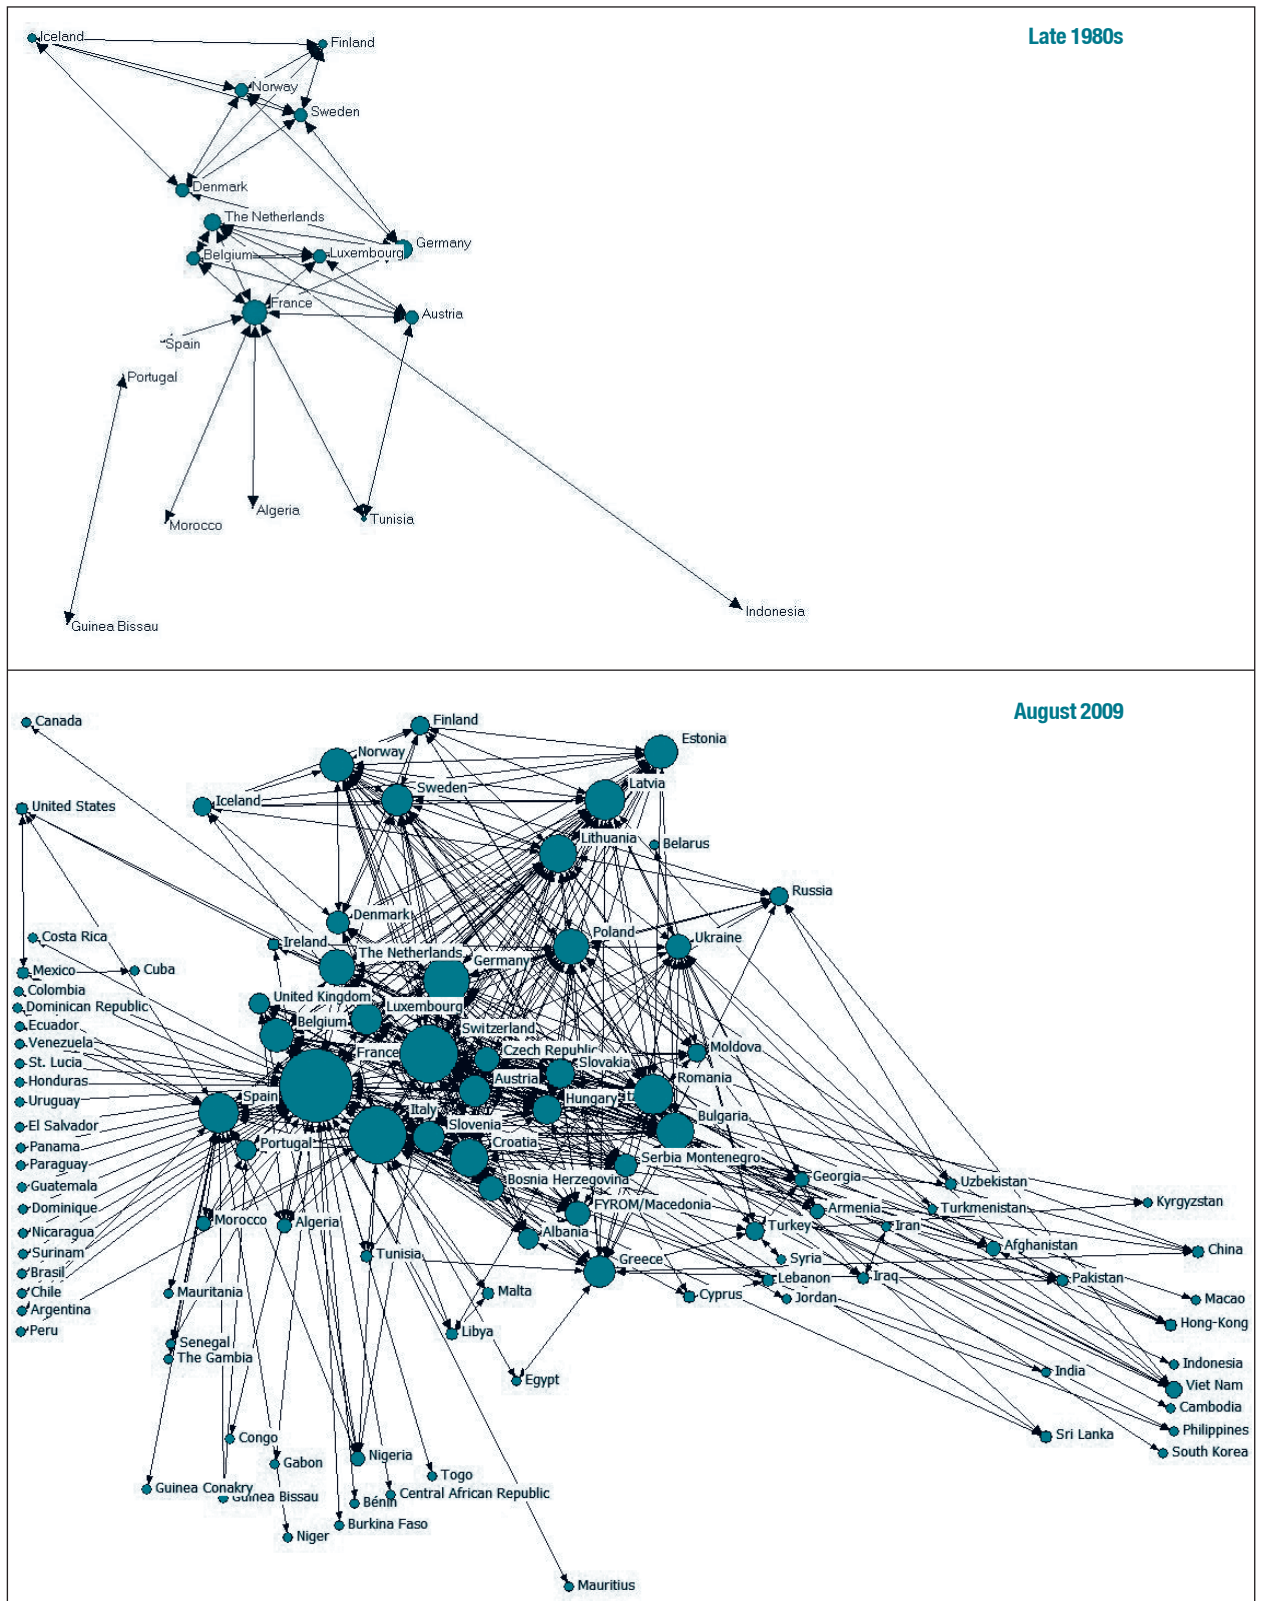 Late 1980s
Iceland
Finland
Norway
Sweden
Denmark
The Netherlands
Germany
Belgium
Luxembourg
France
Austria
Spain
Portugal
Algeria
Morocco
Tunisia
Indonesia
Guinea Bissau
August 2009
Canada
Finland
Estonia
Norway
Latvia
Sweden
Iceland
United States
Lithuania
Belarus
Russia
Denmark
Costa Rica
Ireland
Poland
Ukraine
The Netherlands
Germany
Mexico
Cuba
Colombia
United Kingdom
Dominican Republic
Luxembourg
Belgium
Switzerland
Ecuador
Venezuela
France
Czech Republic
Moldova
St. Lucia
Slovakia
Honduras
Austria
Romania
Spain
Hungary
Uruguay
Italy
Bulgaria
El Salvador
Slovenia
Portugal
Croatia
Panama
Serbia Montenegro
Paraguay
Bosnia Herzegovina
Georgia
Uzbekistan
Guatemala
Kyrgyzstan
FYROM/Macedonia
Dominique
Armenia
Turkmenistan
Morocco
Algeria
Turkey
Iran
Nicaragua
Albania
Afghanistan
China
Surinam
Tunisia
Greece
Syria
Brasil
Lebanon
Iraq
Pakistan
Chile
Mauritania
Malta
Cyprus
Jordan
Macao
Argentina
Hong-Kong
Peru
Libya
Senegal
The Gambia
Indonesia
India
Egypt
Viet Nam
Cambodia
Philippines
Sri Lanka
Congo
South Korea
Nigeria
Gabon
Togo
Guinea Conakry
Central African Republic
Guinea Bissau
Bénin
Burkina Faso
Niger
Mauritius